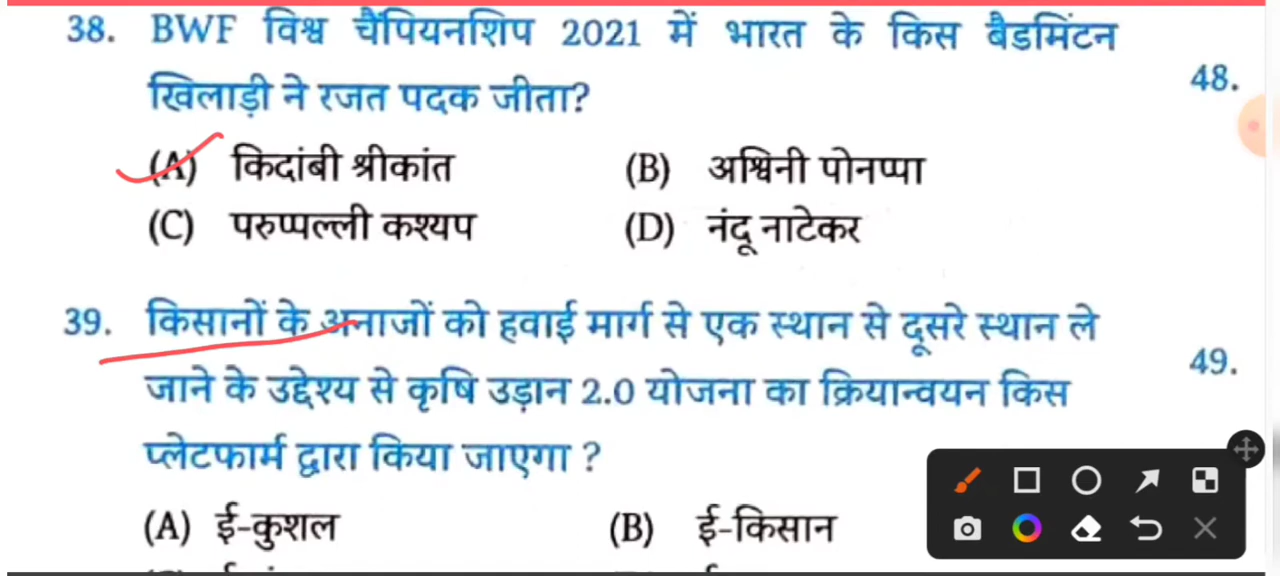 38. BWF विश्व चैंपियनशिप 2021 में भारत के किस बैडमिंटन
खिलाड़ी ने रजत पदक जीता?
(A) किदांबी श्रीकांत (B) अश्विनी पोनप्पा
(C) परुप्पल्ली कश्यप (D) नंदू नाटेकर
39. किसानों के अनाजों को हवाई मार्ग से एक स्थान से दूसरे स्थान ले
जाने के उद्देश्य से कृषि उड़ान 2.0 योजना का क्रियान्वयन किस
प्लेटफार्म द्वारा किया जाएगा ?
(A) ई-कुशल (B) ई-किसान
48.
49.